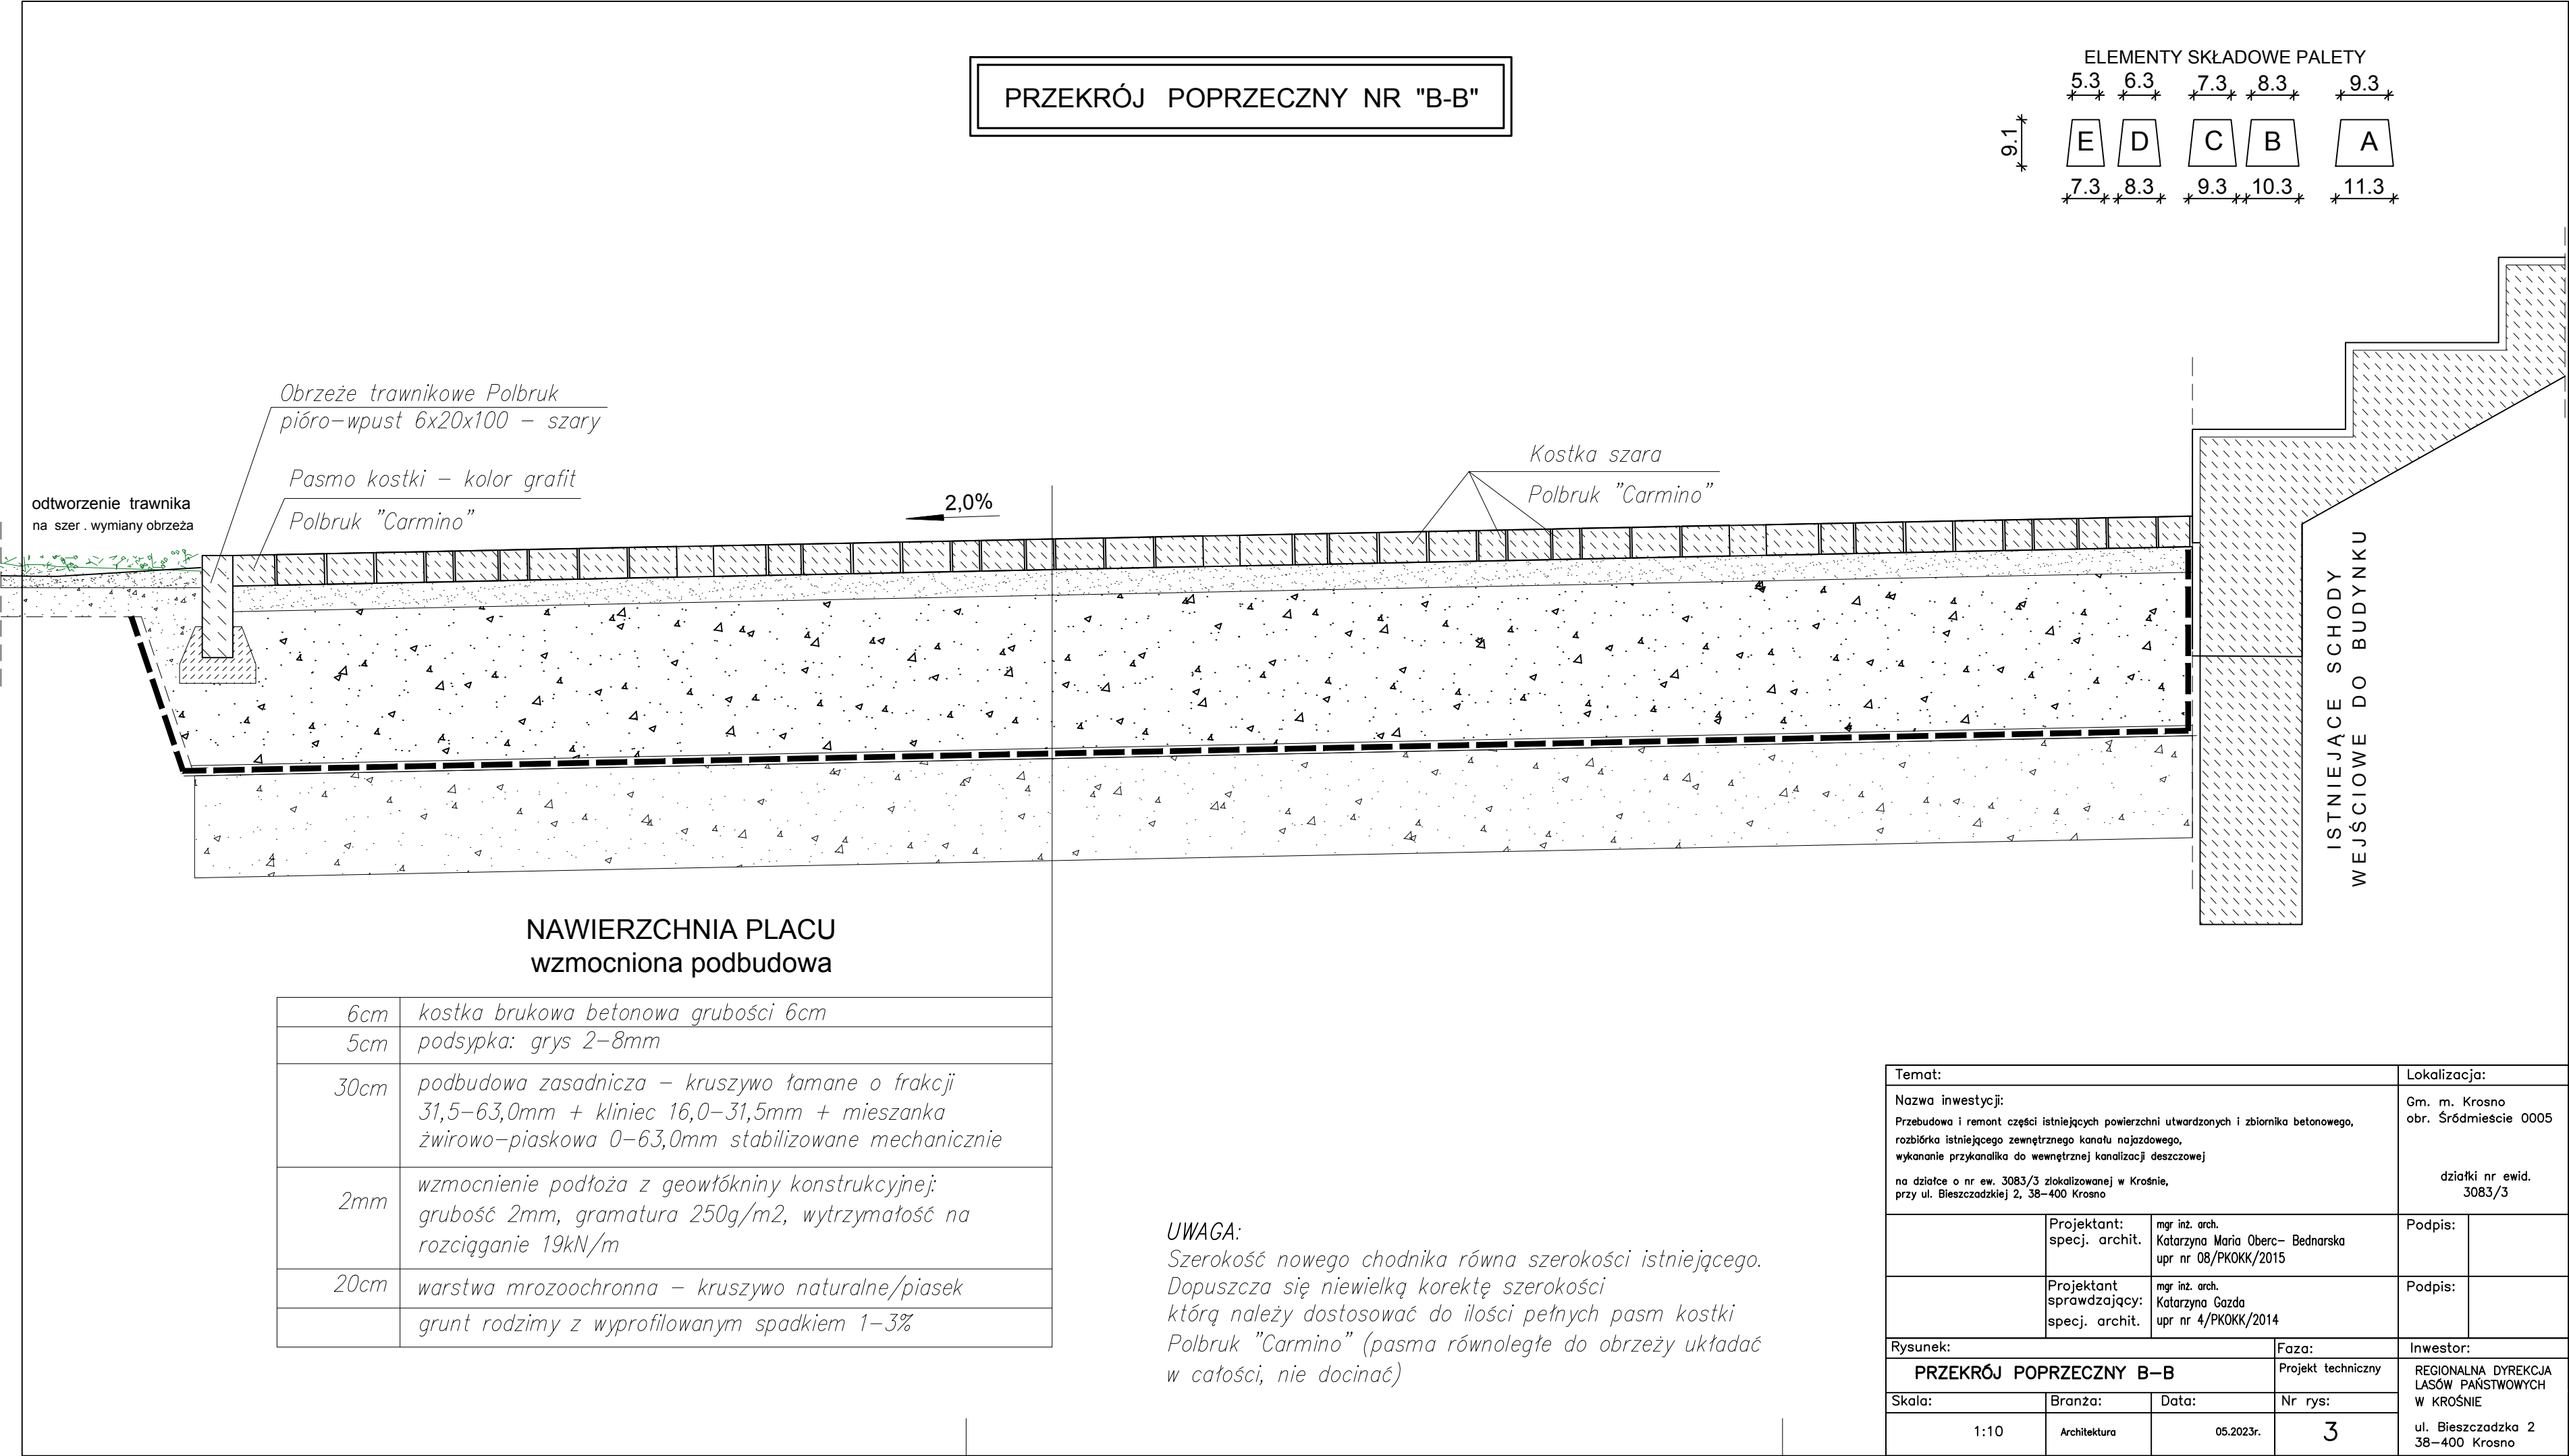 PRZEKRÓJ POPRZECZNY NR "B-B"
ELEMENTY SKŁADOWE PALETY
5.3 6.3 7.3 8.3 9.3
9.1
E D C B A
7.3 8.3 9.3 10.3 11.3
Obrzeże trawnikowe Polbruk
pióro-wpust 6x20x100 - szary
Pasmo kostki - kolor grafit
Polbruk "Carmino"
odtworzenie trawnika
na szer . wymiany obrzeża
2,0%
Kostka szara
Polbruk "Carmino"
ISTNIEJĄCE SCHODY
WEJŚCIOWE DO BUDYNKU
NAWIERZCHNIA PLACU
wzmocniona podbudowa
6cm kostka brukowa betonowa grubości 6cm
5cm podsypka: grys 2-8mm
30cm podbudowa zasadnicza - kruszywo łamane o frakcji
31,5-63,0mm + kliniec 16,0-31,5mm + mieszanka
żwirowo-piaskowa 0-63,0mm stabilizowane mechanicznie
2mm wzmocnienie podłoża z geowłókniny konstrukcyjnej:
grubość 2mm, gramatura 250g/m2, wytrzymałość na
rozciąganie 19kN/m
20cm warstwa mrozoochronna - kruszywo naturalne/piasek
grunt rodzimy z wyprofilowanym spadkiem 1-3%
UWAGA:
Szerokość nowego chodnika równa szerokości istniejącego.
Dopuszcza się niewielką korektę szerokości
którą należy dostosować do ilości pełnych pasm kostki
Polbruk "Carmino" (pasma równoległe do obrzeży układać
w całości, nie docinać)
Temat:
Lokalizacja:
Nazwa inwestycji:
Przebudowa i remont części istniejących powierzchni utwardzonych i zbiornika betonowego,
rozbiórka istniejącego zewnętrznego kanału najazdowego,
wykananie przykanalika do wewnętrznej kanalizacji deszczowej
na działce o nr ew. 3083/3 zlokalizowanej w Krośnie,
przy ul. Bieszczadzkiej 2, 38-400 Krosno
Gm. m. Krosno
obr. Śródmieście 0005
działki nr ewid.
3083/3
Projektant:
specj. archit.
mgr inż. arch.
Katarzyna Maria Oberc- Bednarska
upr nr 08/PKOKK/2015
Podpis:
Projektant
sprawdzający:
specj. archit.
mgr inż. arch.
Katarzyna Gazda
upr nr 4/PKOKK/2014
Podpis:
Rysunek:
PRZEKRÓJ POPRZECZNY B-B
Faza:
Projekt techniczny
Inwestor:
REGIONALNA DYREKCJA
LASÓW PAŃSTWOWYCH
W KROŚNIE
ul. Bieszczadzka 2
38-400 Krosno
Skala:
1:10
Branża:
Architektura
Data:
05.2023r.
Nr rys:
3